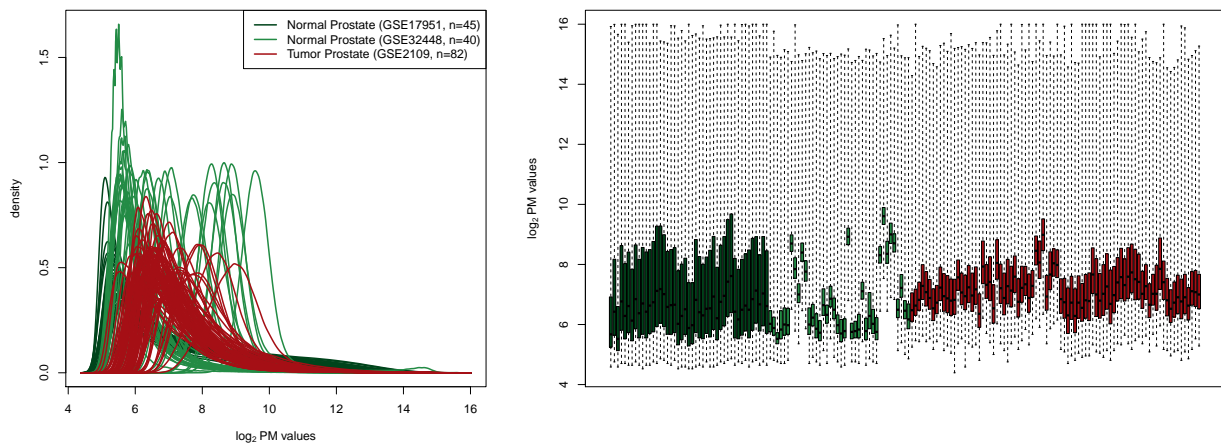 Normal Prostate (GSE17951, n=45)
Normal Prostate (GSE32448, n=40)
Tumor Prostate (GSE2109, n=82)
density
0.0
0.5
1.0
1.5
4 6 8 10 12 14 16
log₂ PM values
log₂ PM values
4
6
8
10
12
14
16